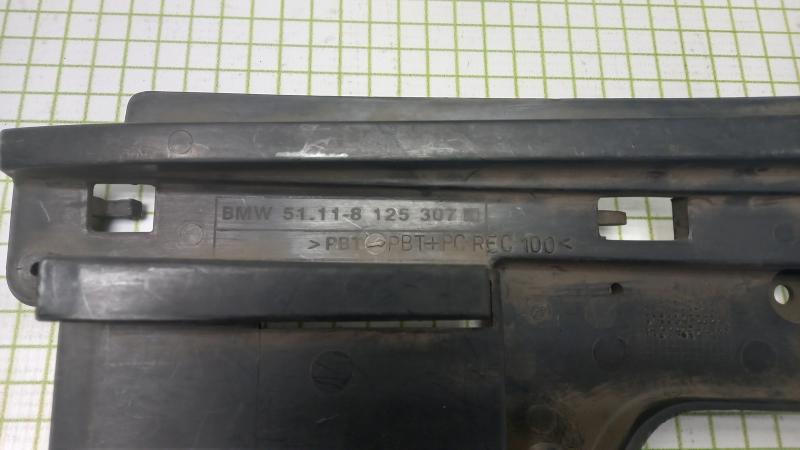 BMW 51.11-8 125 307
>PBT PBT+PC REC 100<